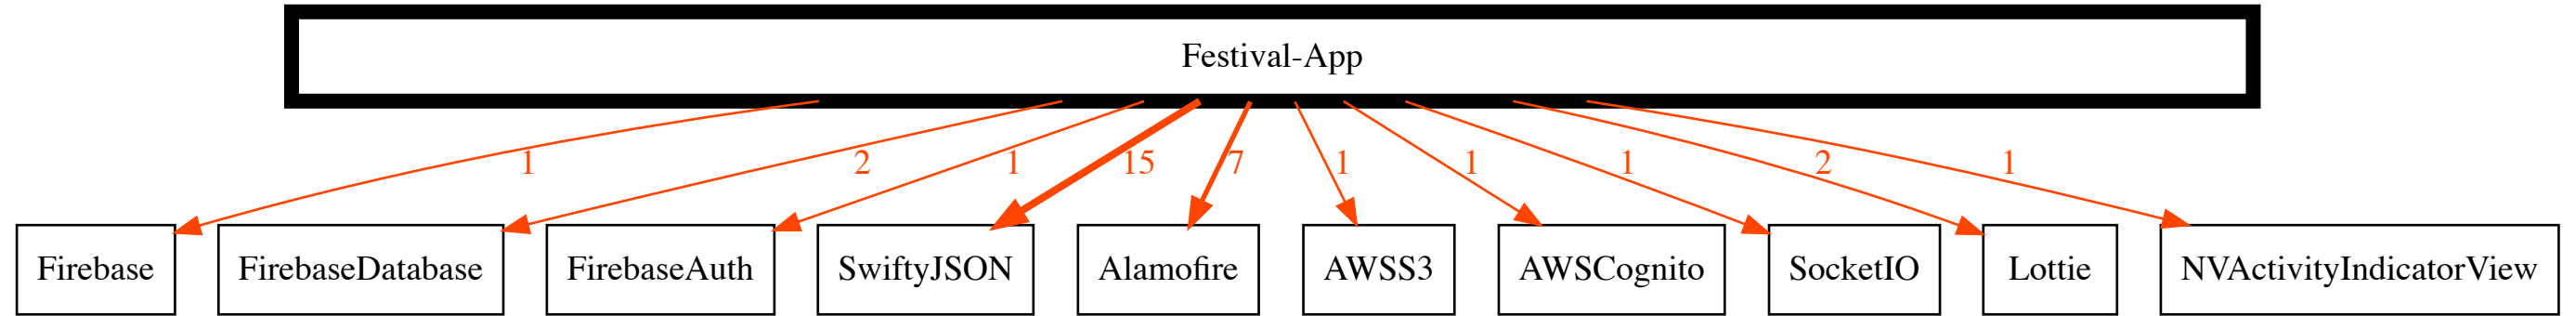 Festival-App
1 2 1 15 7 1 1 1 2 1
Firebase FirebaseDatabase FirebaseAuth SwiftyJSON Alamofire AWSS3 AWSCognito SocketIO Lottie NVActivityIndicatorView